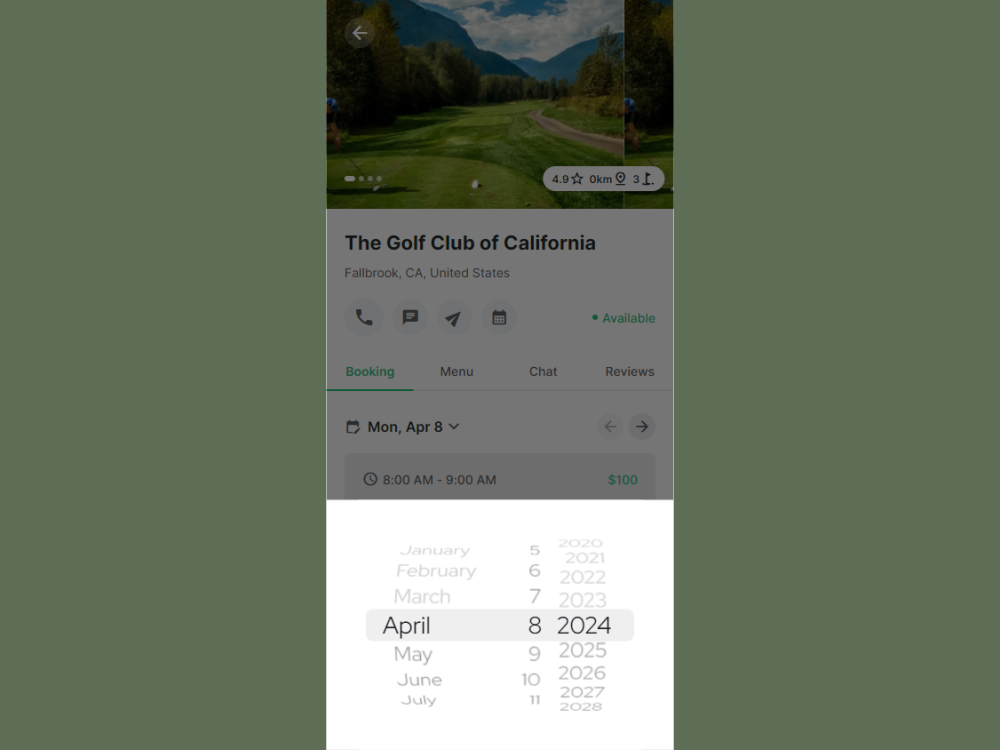 4.9 0km 3
The Golf Club of California
Fallbrook, CA, United States
Available
Booking Menu Chat Reviews
Mon, Apr 8
8:00 AM - 9:00 AM $100
2020
January 5 2021
February 6 2022
March 7 2023
April 8 2024
May 9 2025
June 10 2026
July 11 2027
2028